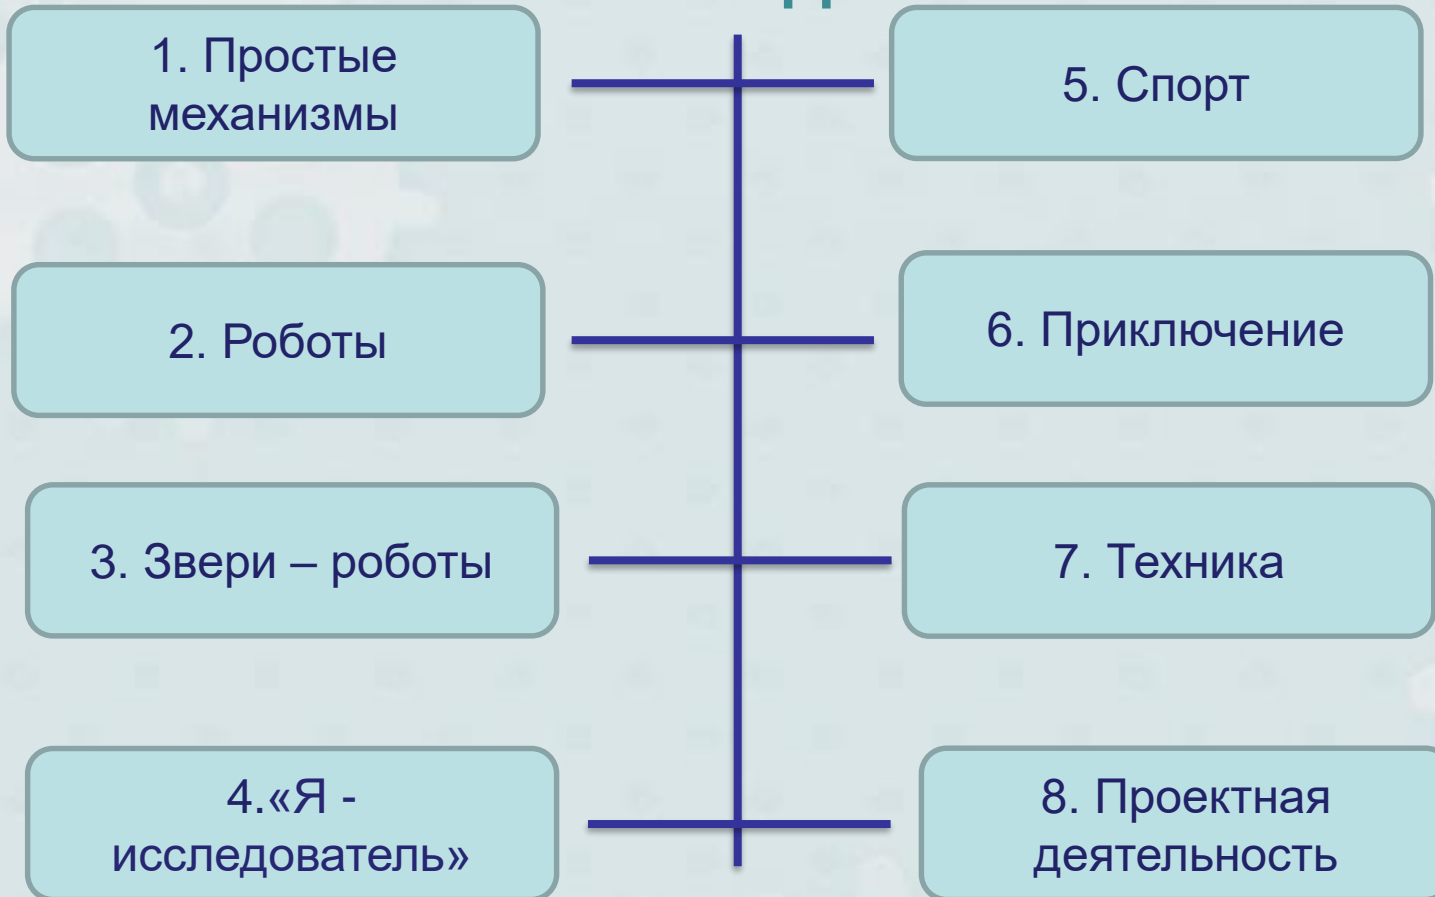 1. Простые
механизмы
2. Роботы
3. Звери – роботы
4.«Я -
исследователь»
5. Спорт
6. Приключение
7. Техника
8. Проектная
деятельность